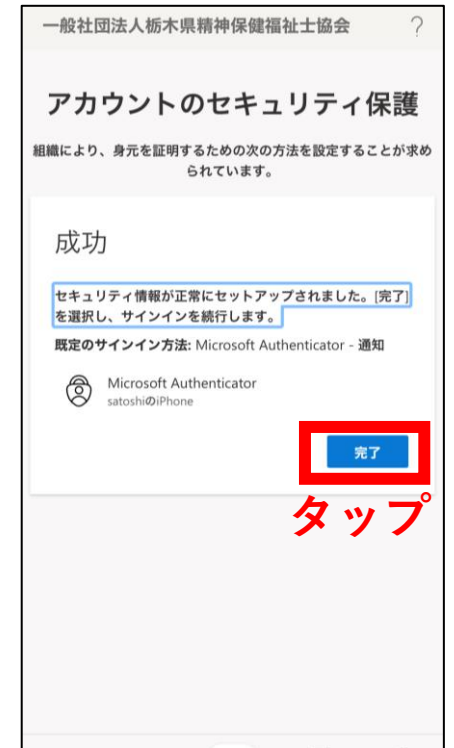 一般社団法人栃木県精神保健福祉士協会 ?
アカウントのセキュリティ保護
組織により、身元を証明するための次の方法を設定することが求め
られています。
成功
セキュリティ情報が正常にセットアップされました。[完了]
を選択し、サインインを続行します。
既定のサインイン方法: Microsoft Authenticator - 通知
Microsoft Authenticator
satoshiのiPhone
完了
タップ